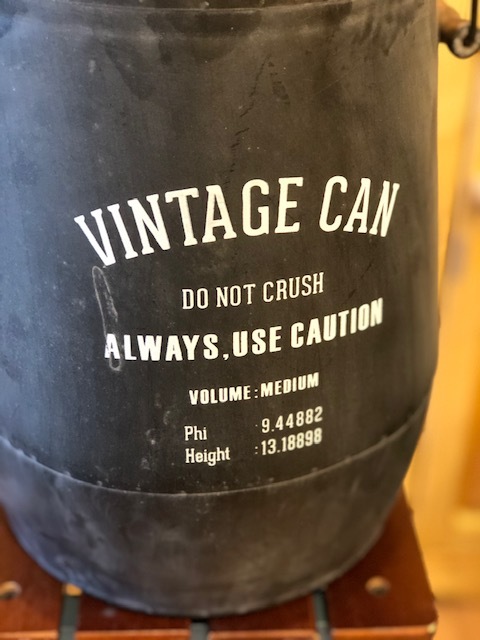 VINTAGE CAN
DO NOT CRUSH
ALWAYS, USE CAUTION
VOLUME : MEDIUM
Phi : 9.44882
Height : 13.18898